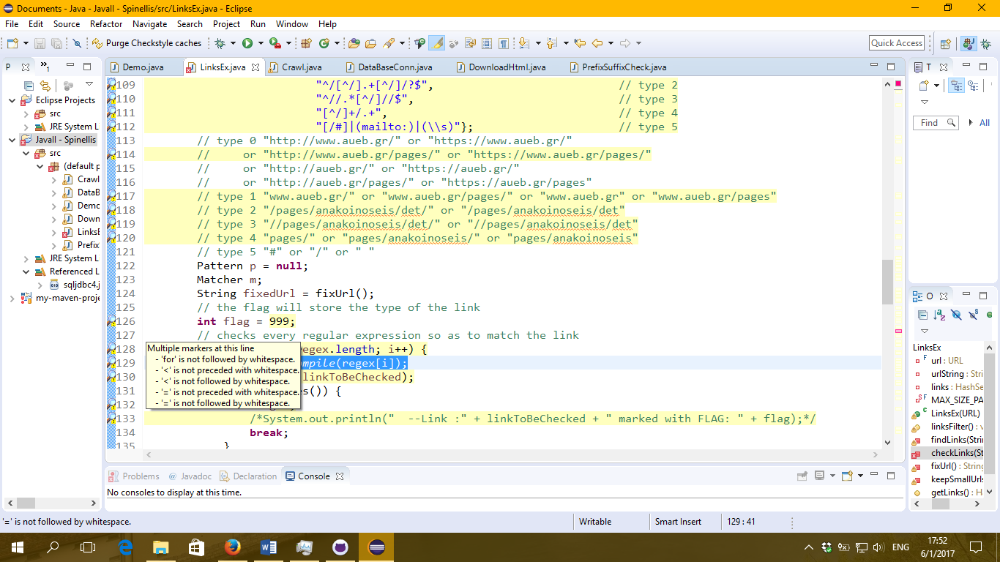 Documents - Java - JavaII - Spinellis/src/LinksEx.java - Eclipse
File Edit Source Refactor Navigate Search Project Run Window Help
Purge Checkstyle caches
Quick Access
P
1
Demo.java LinksEx.java Crawl.java DataBaseConn.java DownloadHtml.java PrefixSuffixCheck.java
T
Eclipse Projects
src
JRE System L
JavaII - Spinellis
src
(default p
Crawl
DataB
Demo
Down
LinksE
Prefix
JRE System L
Referenced L
sqljdbc4.j
my-maven-proje
109 "^/[^/].+[^/]/?$", // type 2
110 "^//.*[^/]//$", // type 3
111 "[^/]+/.+", // type 4
112 "[/#]|(mailto:)|(\\s)"}; // type 5
113 // type 0 "http://www.aueb.gr/" or "https://www.aueb.gr/"
114 // or "http://www.aueb.gr/pages/" or "https://www.aueb.gr/pages/"
115 // or "http://aueb.gr/" or "https://aueb.gr/"
116 // or "http://aueb.gr/pages/" or "https://aueb.gr/pages"
117 // type 1 "www.aueb.gr/" or "www.aueb.gr/pages/" or "www.aueb.gr" or "www.aueb.gr/pages"
118 // type 2 "/pages/anakoinoseis/det/" or "/pages/anakoinoseis/det"
119 // type 3 "//pages/anakoinoseis/det/" or "//pages/anakoinoseis/det"
120 // type 4 "pages/" or "pages/anakoinoseis/" or "pages/anakoinoseis"
121 // type 5 "#" or "/" or " "
122 Pattern p = null;
123 Matcher m;
124 String fixedUrl = fixUrl();
125 // the flag will store the type of the link
126 int flag = 999;
127 // checks every regular expression so as to match the link
128 egex.length; i++) {
129 mpile(regex[i]);
130 linkToBeChecked);
131 s()) {
132
133 /*System.out.println(" --Link :" + linkToBeChecked + " marked with FLAG: " + flag);*/
134 break;
135 }
Multiple markers at this line
- 'for' is not followed by whitespace.
- '<' is not preceded with whitespace.
- '<' is not followed by whitespace.
- '=' is not preceded with whitespace.
- '=' is not followed by whitespace.
Find All
O
LinksEx
url : URL
urlString : Stri
links : HashSe
MAX_SIZE_PA
LinksEx(URL)
linksFilter() : v
findLinks(Strin
checkLinks(St
fixUrl() : String
keepSmallUrls
getLinks() : H
Problems Javadoc Declaration Console
No consoles to display at this time.
'=' is not followed by whitespace. Writable Smart Insert 129 : 41
ENG
17:52
6/1/2017